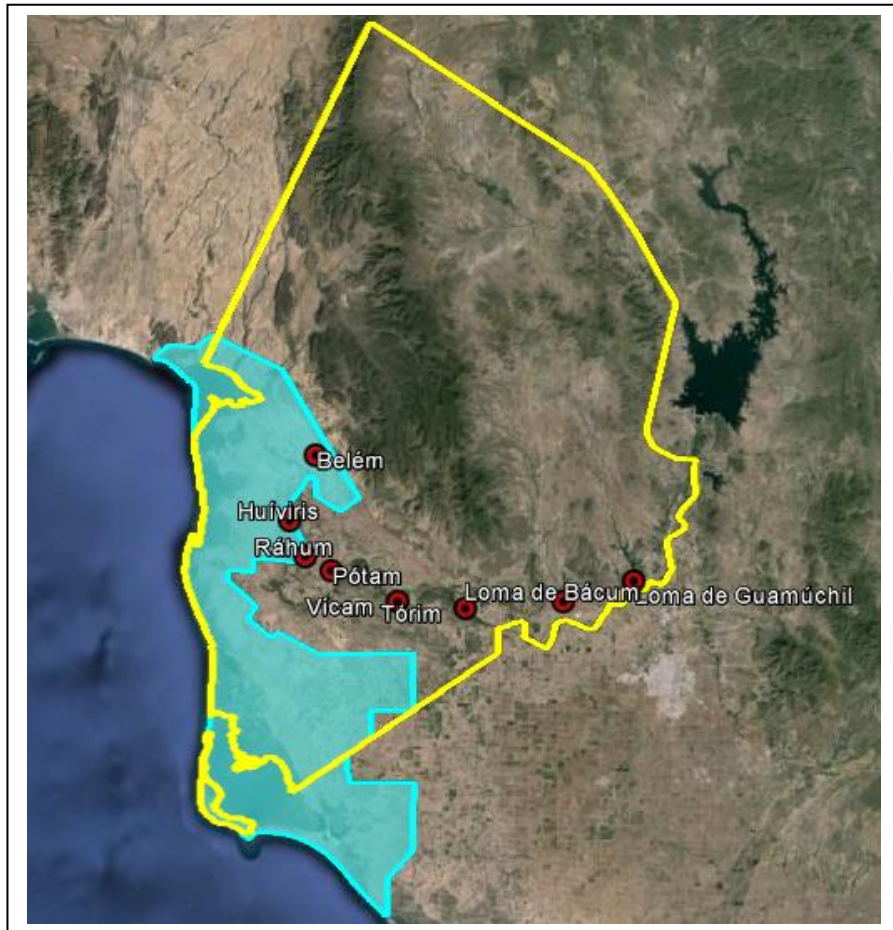 Belém
Huíviris
Ráhum
Pótam
Vícam
Tórim
Loma de Bácum
Loma de Guamúchil